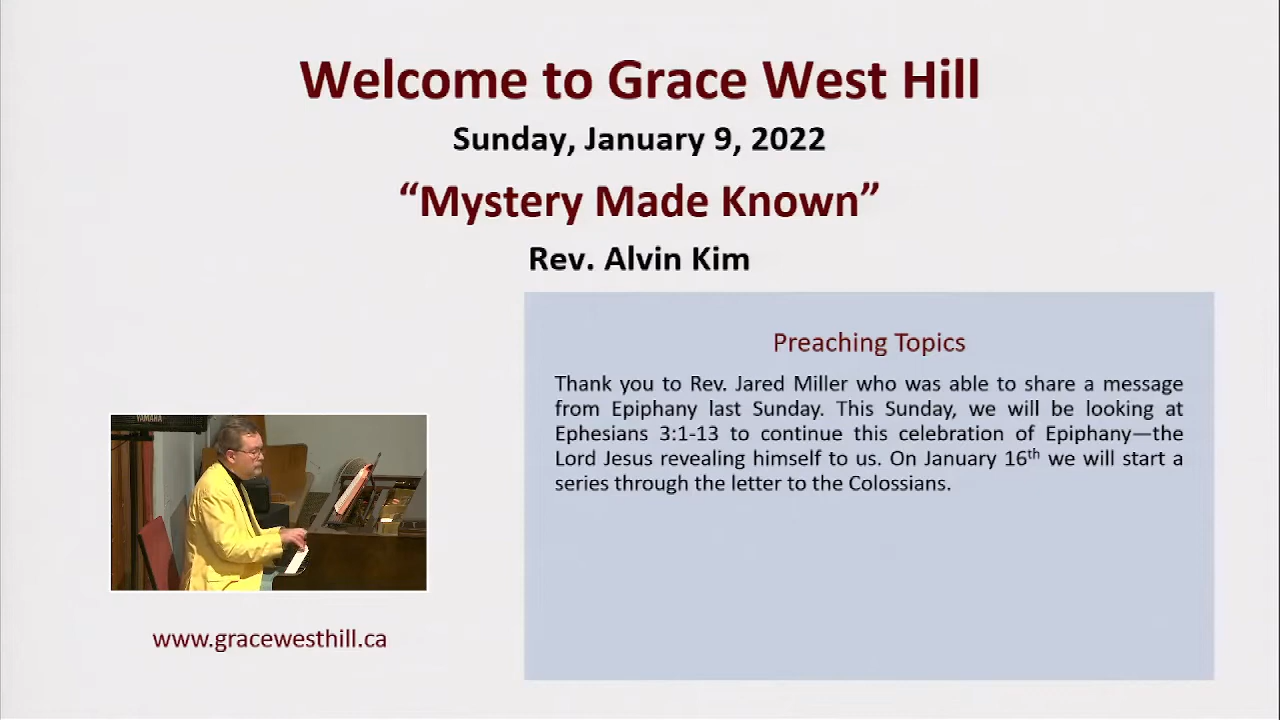 Welcome to Grace West Hill
Sunday, January 9, 2022
“Mystery Made Known”
Rev. Alvin Kim
Preaching Topics
Thank you to Rev. Jared Miller who was able to share a message
from Epiphany last Sunday. This Sunday, we will be looking at
Ephesians 3:1-13 to continue this celebration of Epiphany—the
Lord Jesus revealing himself to us. On January 16th we will start a
series through the letter to the Colossians.
YAMAHA
www.gracewesthill.ca